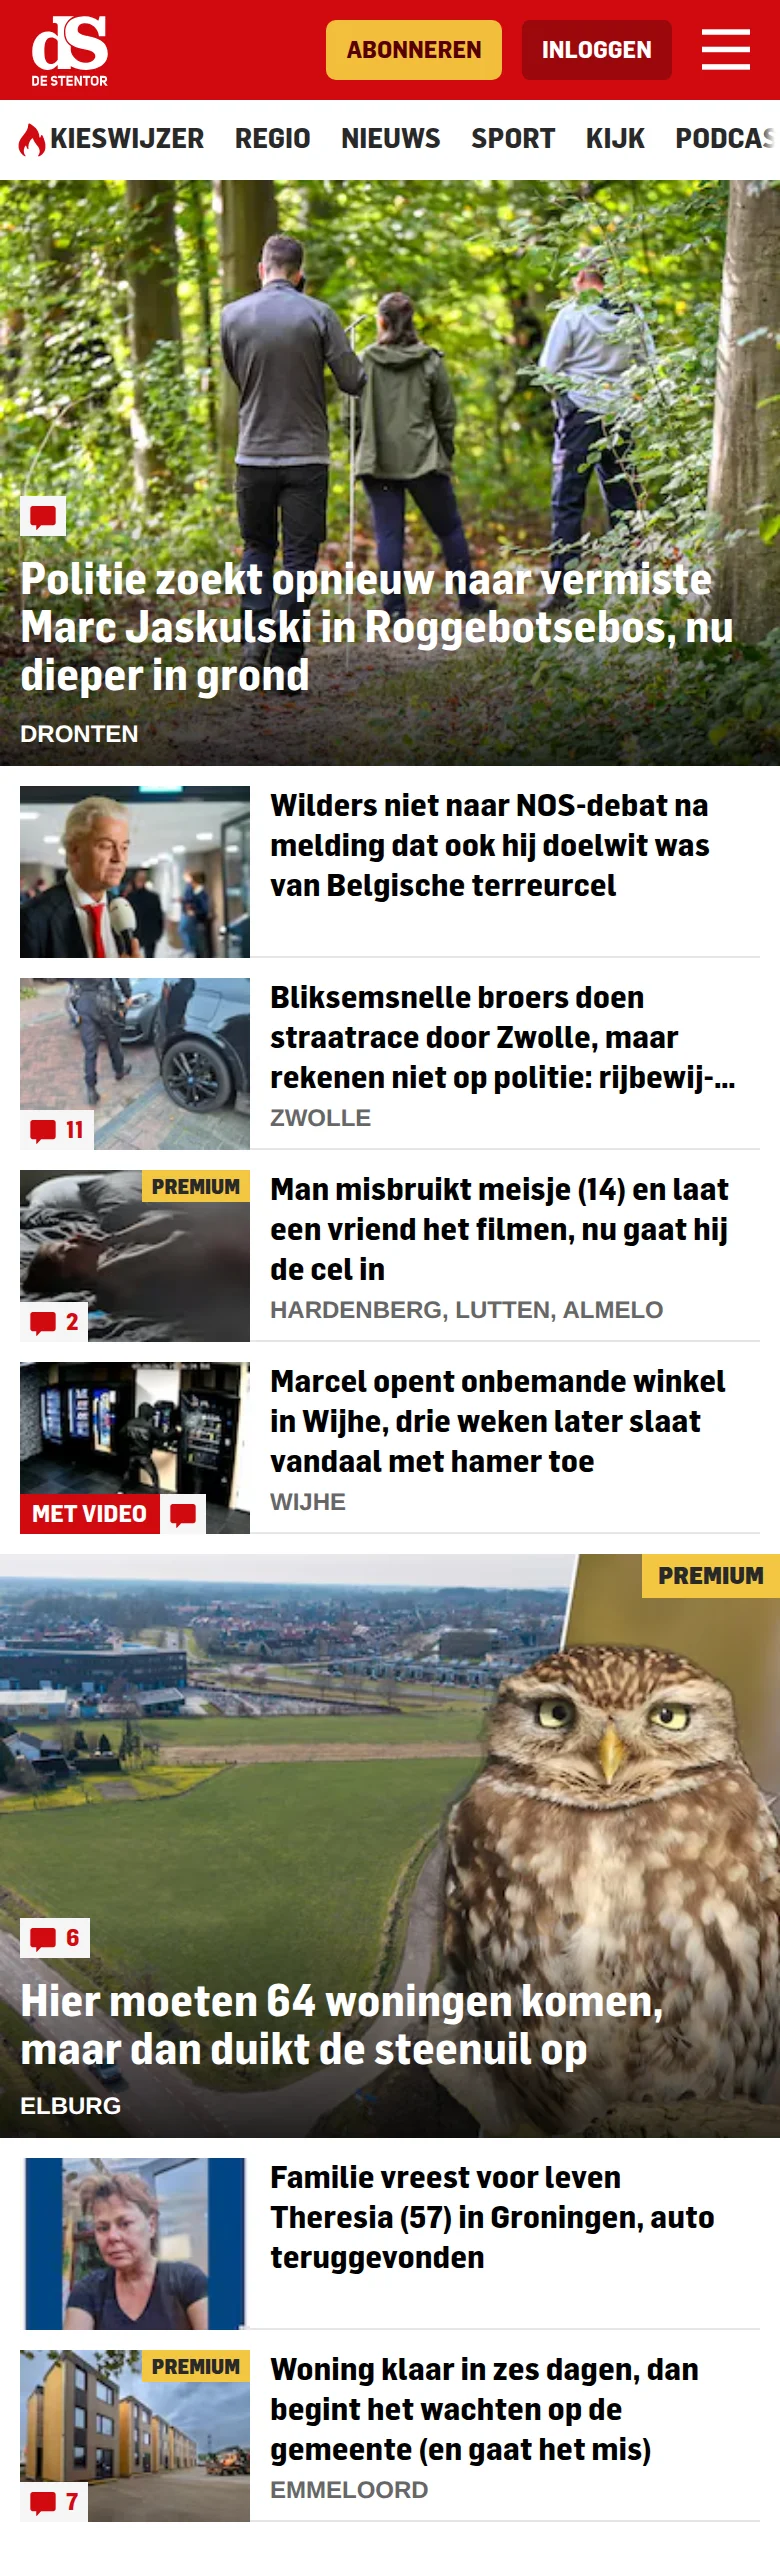 dS
DE STENTOR
ABONNEREN
INLOGGEN
KIESWIJZER REGIO NIEUWS SPORT KIJK PODCAS
Politie zoekt opnieuw naar vermiste
Marc Jaskulski in Roggebotsebos, nu
dieper in grond
DRONTEN
Wilders niet naar NOS-debat na
melding dat ook hij doelwit was
van Belgische terreurcel
Bliksemsnelle broers doen
straatrace door Zwolle, maar
rekenen niet op politie: rijbewij-...
ZWOLLE
11
PREMIUM
Man misbruikt meisje (14) en laat
een vriend het filmen, nu gaat hij
de cel in
HARDENBERG, LUTTEN, ALMELO
2
Marcel opent onbemande winkel
in Wijhe, drie weken later slaat
vandaal met hamer toe
WIJHE
MET VIDEO
PREMIUM
6
Hier moeten 64 woningen komen,
maar dan duikt de steenuil op
ELBURG
Familie vreest voor leven
Theresia (57) in Groningen, auto
teruggevonden
PREMIUM
Woning klaar in zes dagen, dan
begint het wachten op de
gemeente (en gaat het mis)
EMMELOORD
7